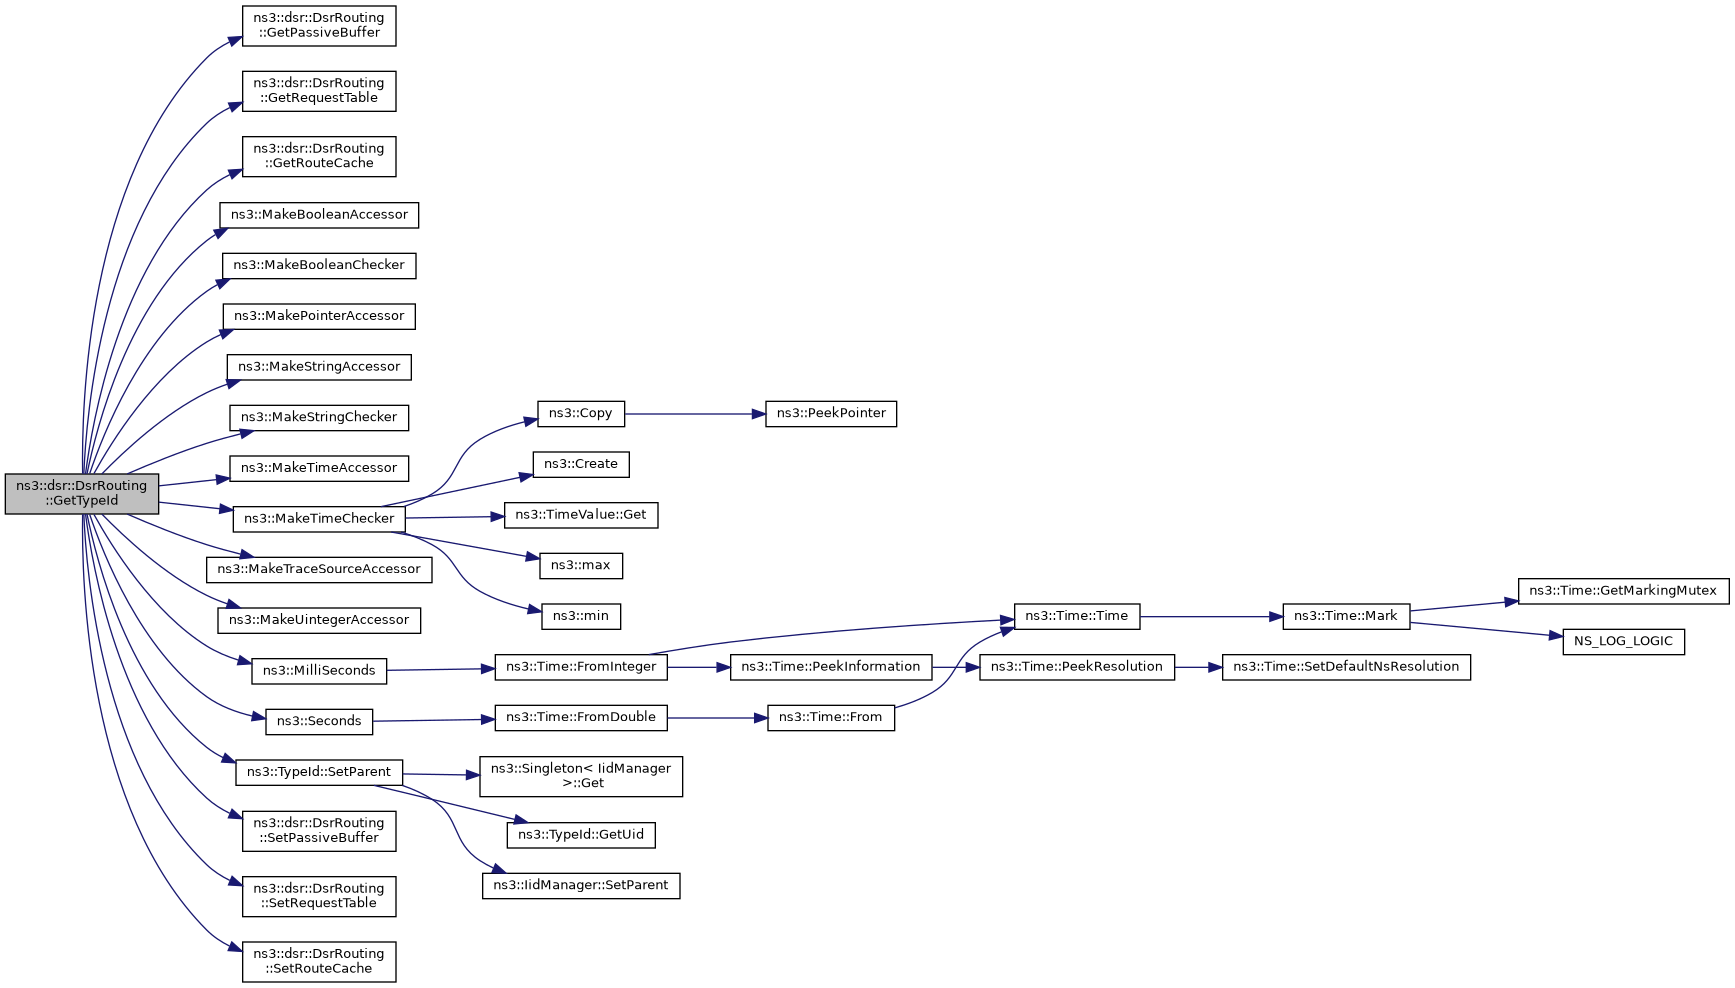 ns3::dsr::DsrRouting
::GetTypeId
ns3::dsr::DsrRouting
::GetPassiveBuffer
ns3::dsr::DsrRouting
::GetRequestTable
ns3::dsr::DsrRouting
::GetRouteCache
ns3::MakeBooleanAccessor
ns3::MakeBooleanChecker
ns3::MakePointerAccessor
ns3::MakeStringAccessor
ns3::MakeStringChecker
ns3::MakeTimeAccessor
ns3::MakeTimeChecker
ns3::MakeTraceSourceAccessor
ns3::MakeUintegerAccessor
ns3::MilliSeconds
ns3::Seconds
ns3::TypeId::SetParent
ns3::dsr::DsrRouting
::SetPassiveBuffer
ns3::dsr::DsrRouting
::SetRequestTable
ns3::dsr::DsrRouting
::SetRouteCache
ns3::Copy
ns3::Create
ns3::TimeValue::Get
ns3::max
ns3::min
ns3::Time::FromInteger
ns3::Time::FromDouble
ns3::Singleton< IidManager
>::Get
ns3::TypeId::GetUid
ns3::IidManager::SetParent
ns3::PeekPointer
ns3::Time::PeekInformation
ns3::Time::From
ns3::Time::Time
ns3::Time::PeekResolution
ns3::Time::Mark
ns3::Time::SetDefaultNsResolution
ns3::Time::GetMarkingMutex
NS_LOG_LOGIC